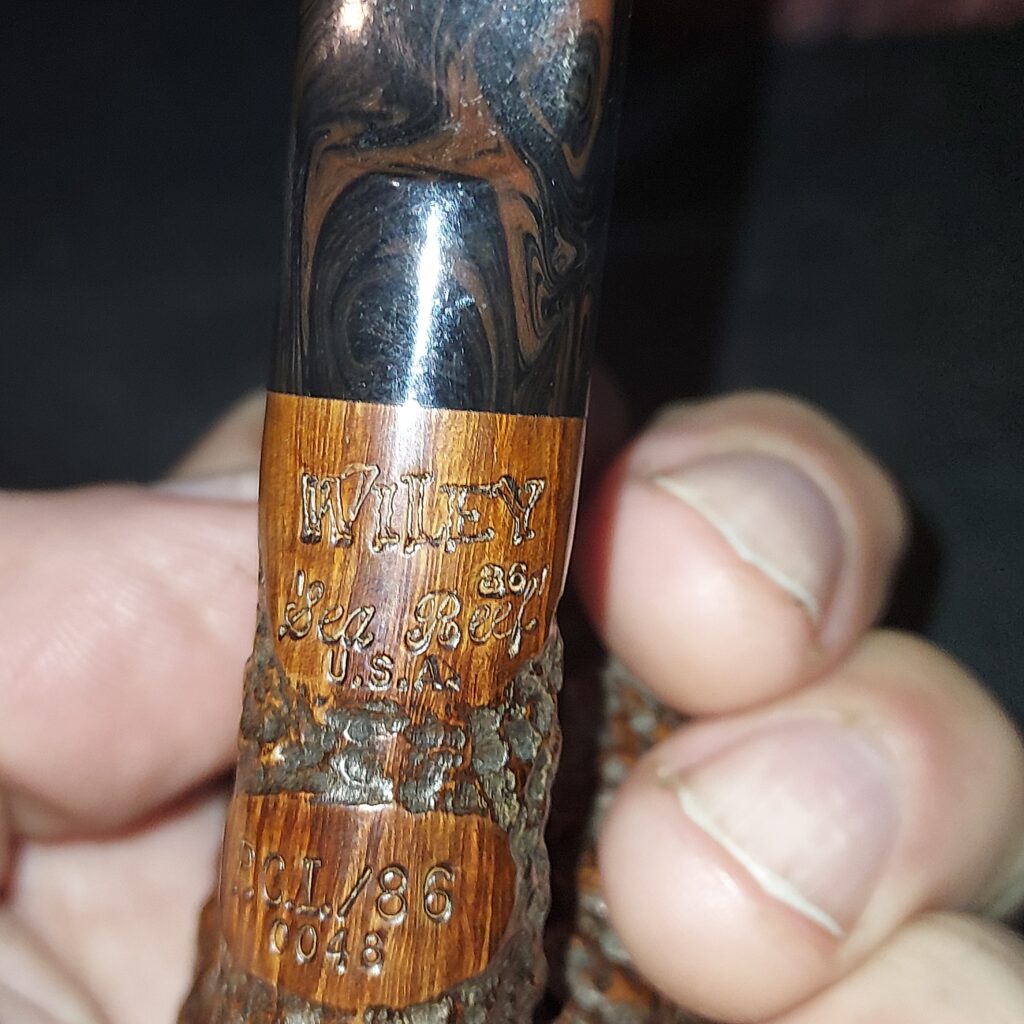 WILEY
86
'Sea Reef'
U.S.A.
P.C.I./86
0048